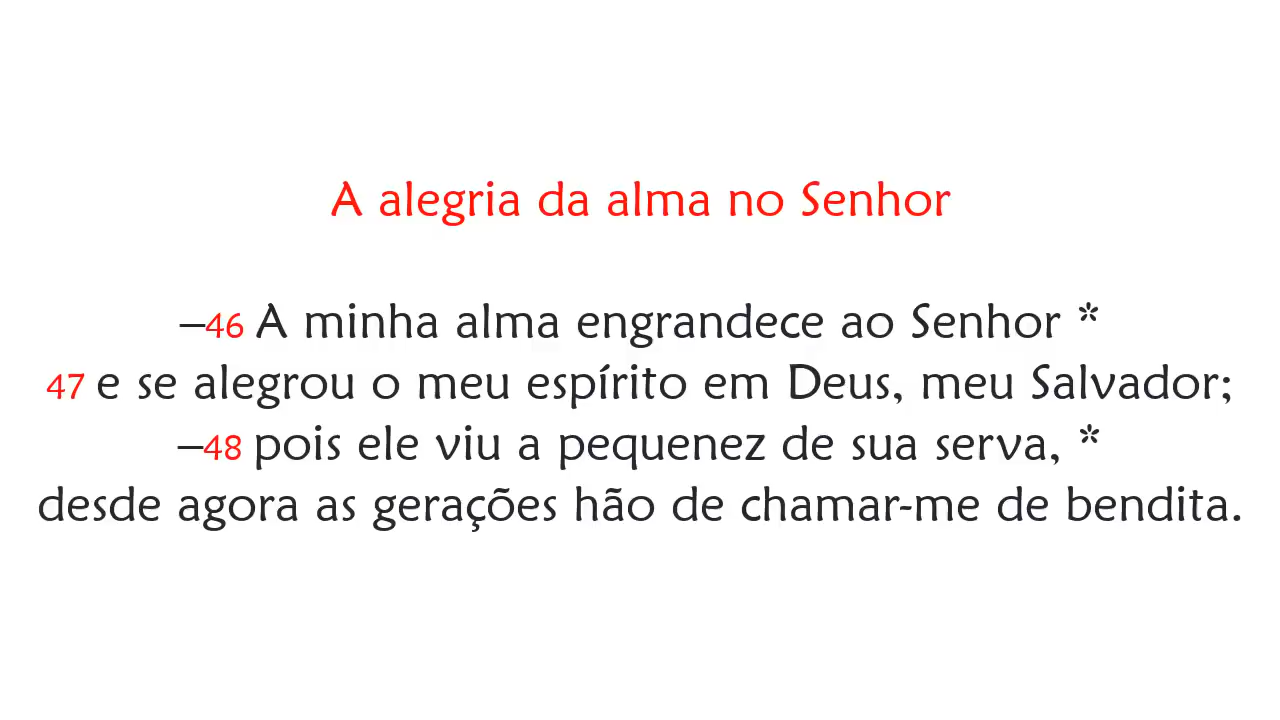 A alegria da alma no Senhor
–46 A minha alma engrandece ao Senhor *
47 e se alegrou o meu espírito em Deus, meu Salvador;
–48 pois ele viu a pequenez de sua serva, *
desde agora as gerações hão de chamar-me de bendita.